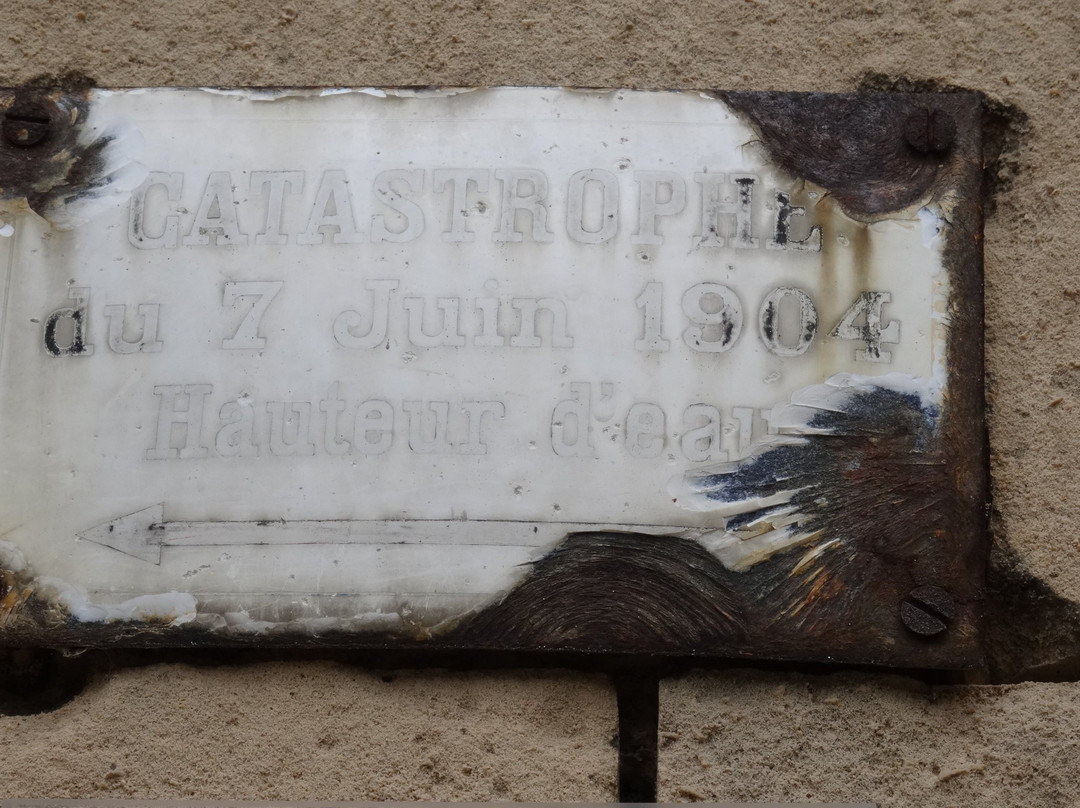 CATASTROPHE
du 7 Juin 1904
Hauteur d'eau